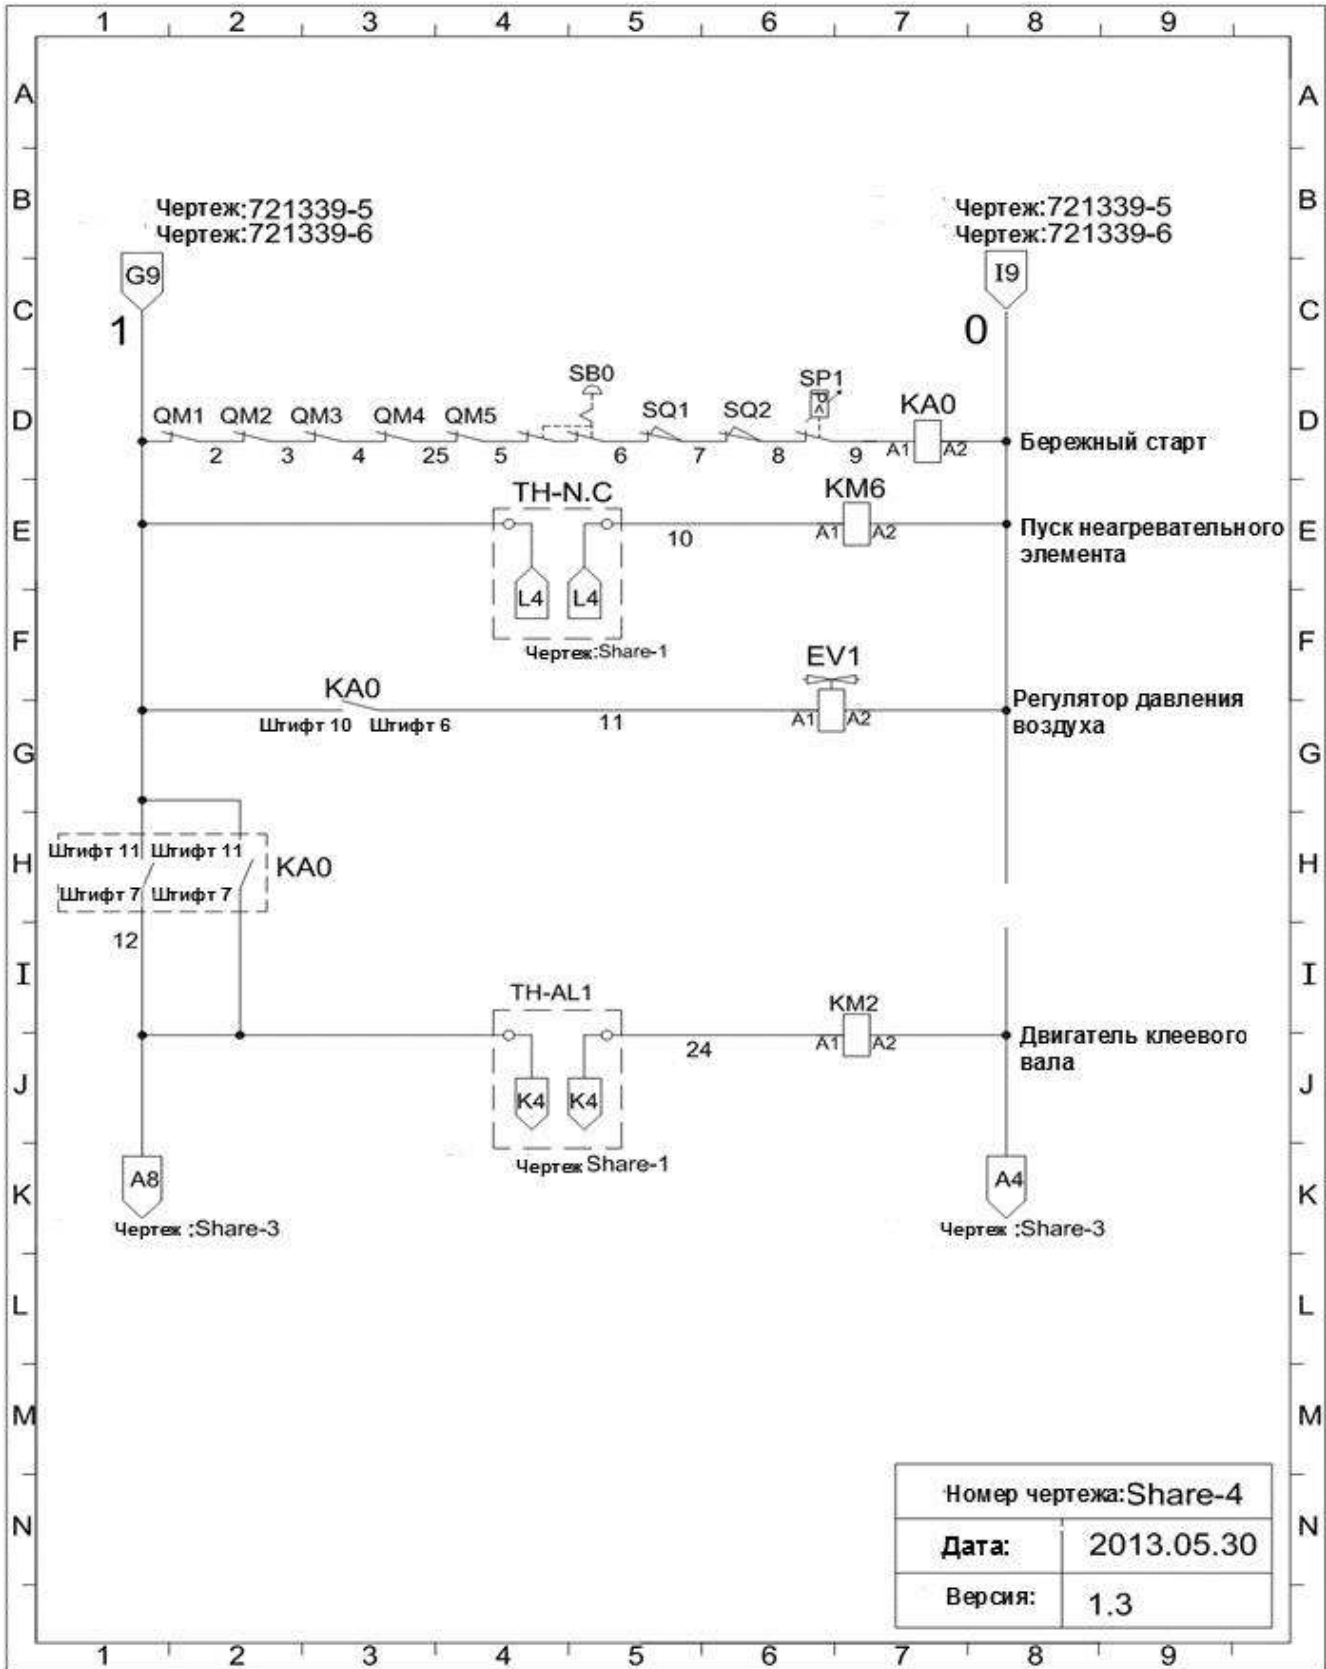 1 2 3 4 5 6 7 8 9
A A
B B
Чертеж:721339-5 Чертеж:721339-5
Чертеж:721339-6 Чертеж:721339-6
G9 I9
C C
1 0
SB0 SP1
P<
D QM1 QM2 QM3 QM4 QM5 SQ1 SQ2 KA0 D
2 3 4 25 5 6 7 8 9 A1 A2 Бережный старт
TH-N.C KM6
E 10 A1 A2 Пуск неагревательного E
элемента
L4 L4
F F
Чертеж:Share-1 EV1
KA0 Регулятор давления
Штифт 10 Штифт 6 11 A1 A2 воздуха
G G
Штифт 11 Штифт 11
H KA0 H
Штифт 7 Штифт 7
12
I I
TH-AL1 KM2
24 A1 A2 Двигатель клеевого
вала
J J
K4 K4
Чертеж Share-1
A8 A4
K K
Чертеж :Share-3 Чертеж :Share-3
L L
M M
Номер чертежа:Share-4
N N
Дата: 2013.05.30
Версия: 1.3
1 2 3 4 5 6 7 8 9